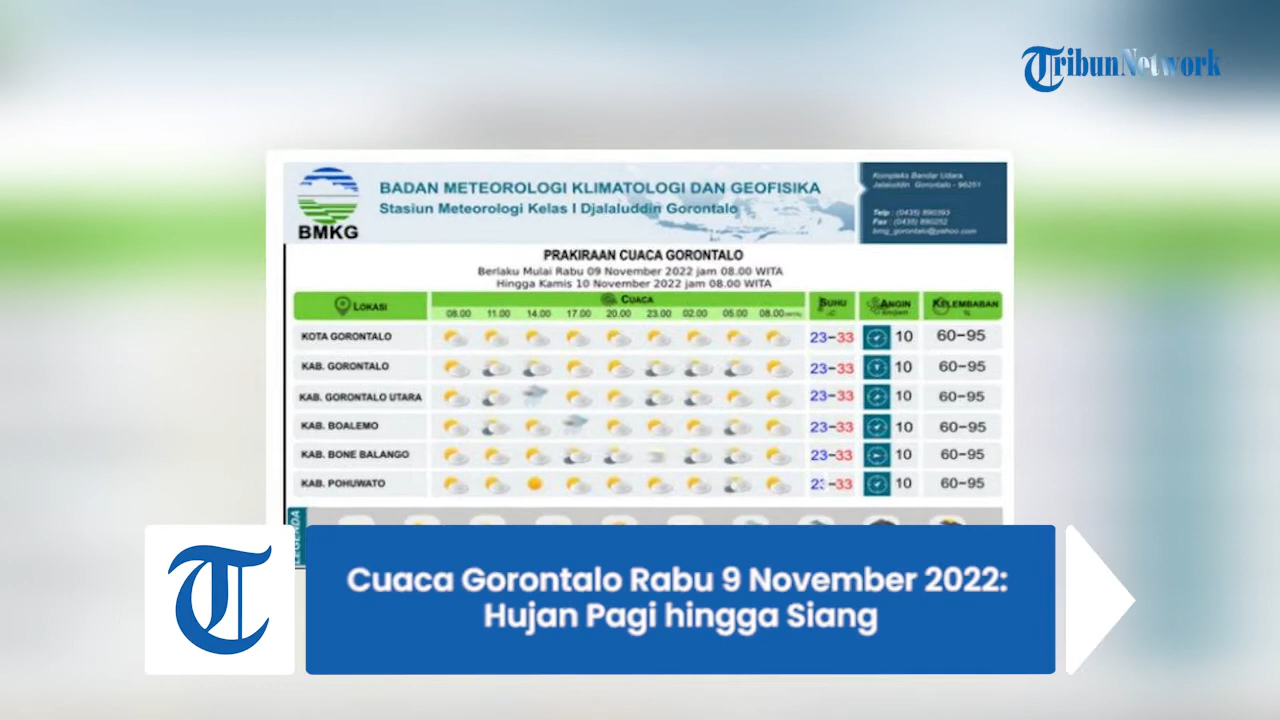 TribunNetwork
BMKG
BADAN METEOROLOGI KLIMATOLOGI DAN GEOFISIKA
Stasiun Meteorologi Kelas I Djalaluddin Gorontalo
Kompleks Bandar Udara
Jalaluddin Gorontalo - 96251
Telp : (0435) 890393
Fax : (0435) 890252
bmg_gorontalo@yahoo.com
PRAKIRAAN CUACA GORONTALO
Berlaku Mulai Rabu 09 November 2022 jam 08.00 WITA
Hingga Kamis 10 November 2022 jam 08.00 WITA
LOKASI CUACA SUHU ANGIN KELEMBABAN
08.00 11.00 14.00 17.00 20.00 23.00 02.00 05.00 08.00 °C %
KOTA GORONTALO 23-33 10 60-95
KAB. GORONTALO 23-33 10 60-95
KAB. GORONTALO UTARA 23-33 10 60-95
KAB. BOALEMO 23-33 10 60-95
KAB. BONE BALANGO 23-33 10 60-95
KAB. POHUWATO 23-33 10 60-95
LEGENDA
Cuaca Gorontalo Rabu 9 November 2022:
Hujan Pagi hingga Siang